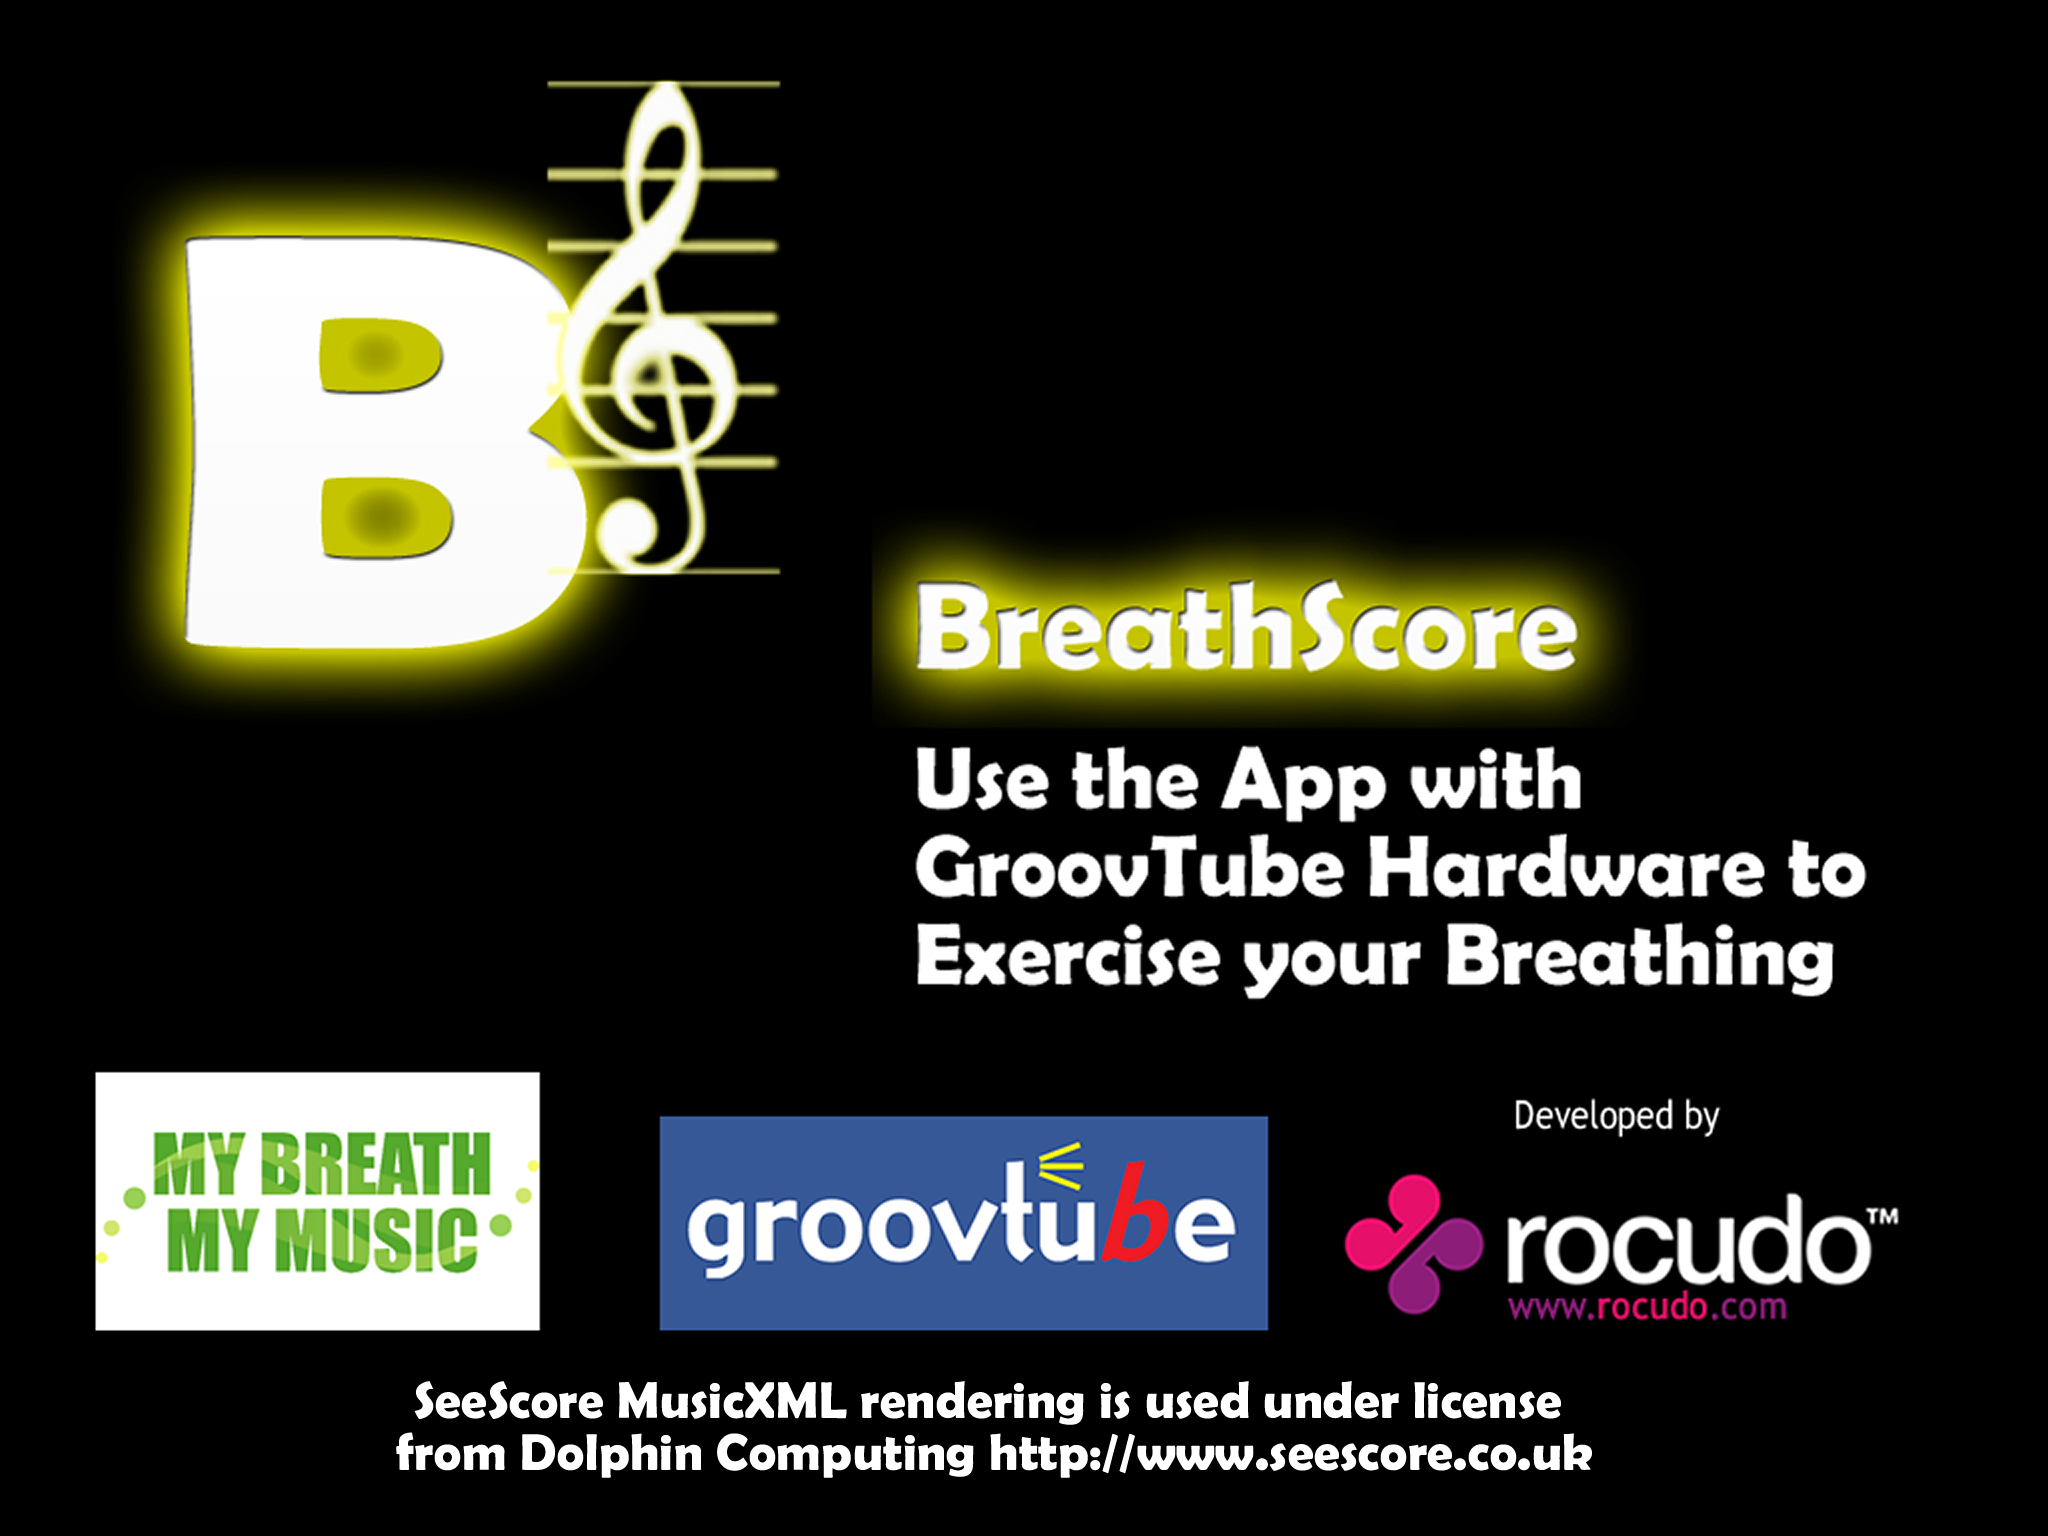 B
BreathScore
Use the App with
GroovTube Hardware to
Exercise your Breathing
MY BREATH
MY MUSIC
groovtube
Developed by
rocudo™
www.rocudo.com
SeeScore MusicXML rendering is used under license
from Dolphin Computing http://www.seescore.co.uk